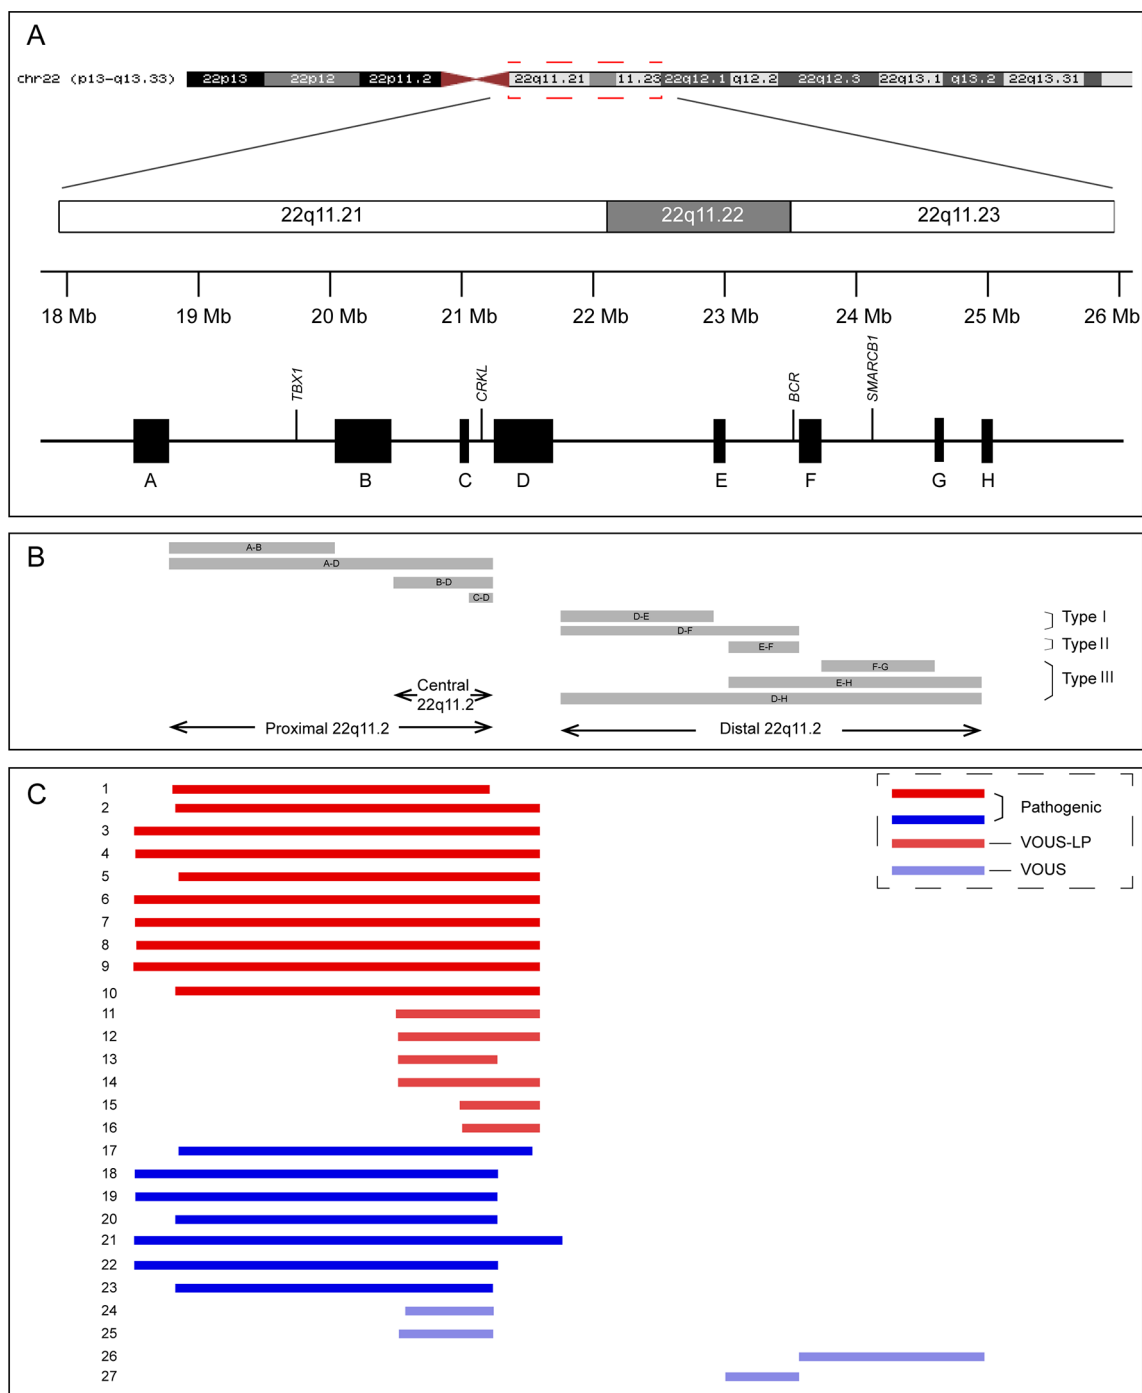 A
chr22 (p13-q13.33)
22p13 22p12 22p11.2 22q11.21 11.23 22q12.1 q12.2 22q12.3 22q13.1 q13.2 22q13.31
22q11.21 22q11.22 22q11.23
18 Mb 19 Mb 20 Mb 21 Mb 22 Mb 23 Mb 24 Mb 25 Mb 26 Mb
TBX1 CRKL BCR SMARCB1
A B C D E F G H
B
A-B
A-D
B-D
C-D
D-E Type I
D-F
E-F Type II
F-G
E-H Type III
D-H
Central
22q11.2
Proximal 22q11.2 Distal 22q11.2
C
Pathogenic
VOUS-LP
VOUS
1
2
3
4
5
6
7
8
9
10
11
12
13
14
15
16
17
18
19
20
21
22
23
24
25
26
27